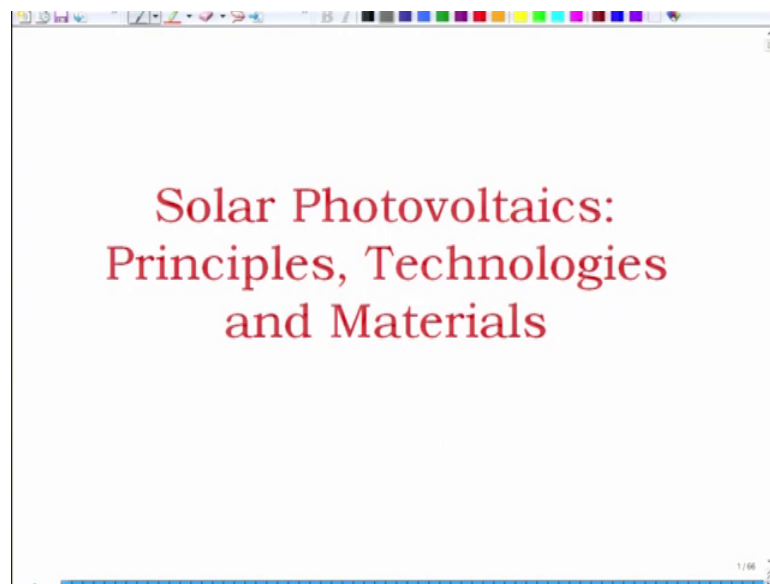 B I
Solar Photovoltaics:
Principles, Technologies
and Materials
1/66